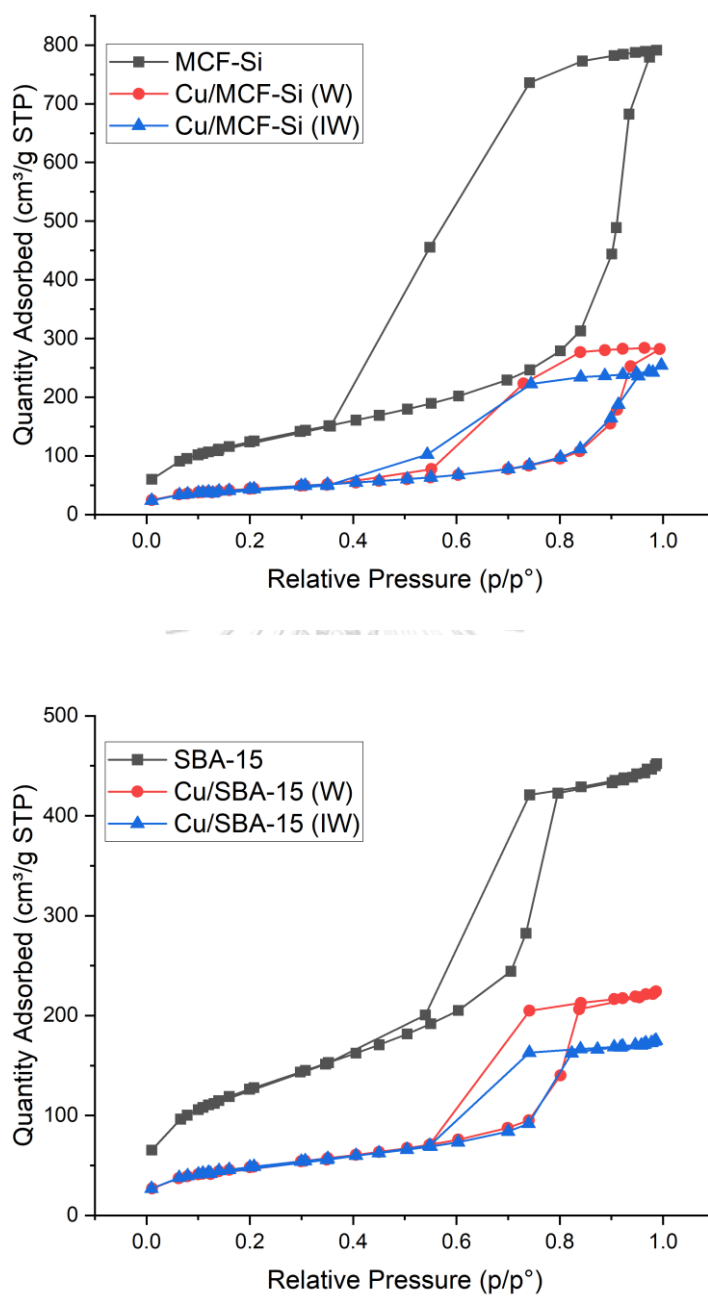 800
700
600
500
400
300
200
100
0
Quantity Adsorbed (cm³/g STP)
MCF-Si
Cu/MCF-Si (W)
Cu/MCF-Si (IW)
0.0 0.2 0.4 0.6 0.8 1.0
Relative Pressure (p/p°)
500
400
300
200
100
0
Quantity Adsorbed (cm³/g STP)
SBA-15
Cu/SBA-15 (W)
Cu/SBA-15 (IW)
0.0 0.2 0.4 0.6 0.8 1.0
Relative Pressure (p/p°)